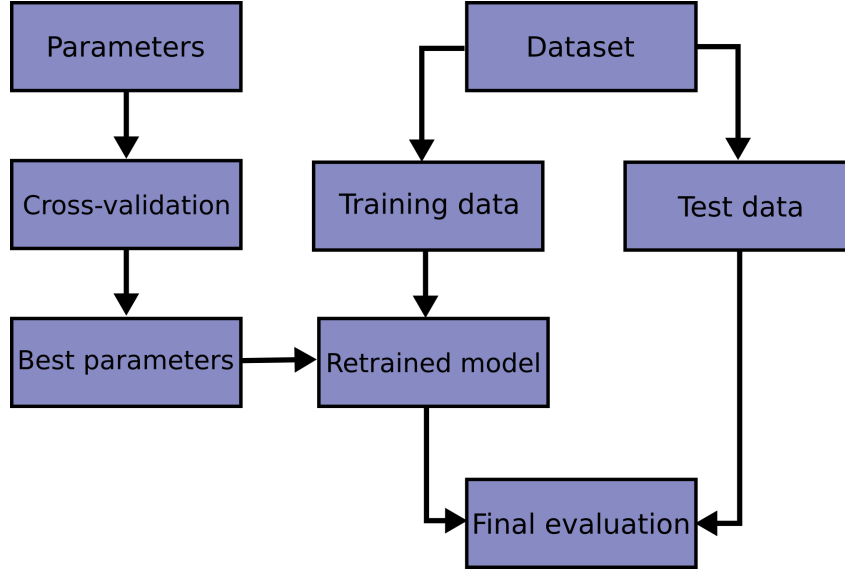 Parameters
Dataset
Cross-validation
Training data
Test data
Best parameters
Retrained model
Final evaluation